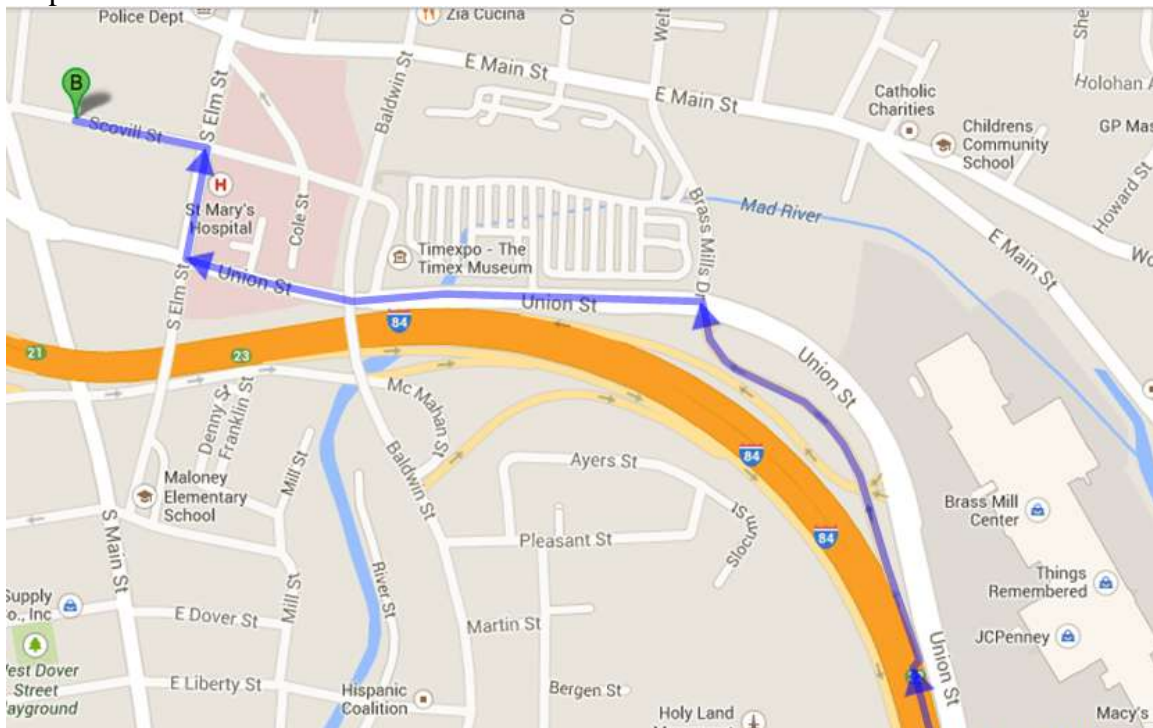 Police Dept
Zia Cucina
Baldwin St
E Main St
E Main St
Holohan A
Catholic
Charities
Childrens
Community
School
GP Mas
Howard St
B
Scovill St
S Elm St
H
St Mary's
Hospital
Cole St
Brass Mills Dr
Mad River
E Main St
Timexpo - The
Timex Museum
Union St
Union St
S Elm St
84
21
23
Union St
Denny St
Franklin St
Mc Mahan St
Baldwin St
Mill St
Maloney
Elementary
School
Ayers St
84
Slocum St
Brass Mill
Center
S Main St
Pleasant St
84
Things
Remembered
Supply
o., Inc
E Dover St
Mill St
River St
Martin St
JCPenney
Union St
est Dover
Street
layground
E Liberty St
Hispanic
Coalition
Bergen St
Holy Land
Macy's